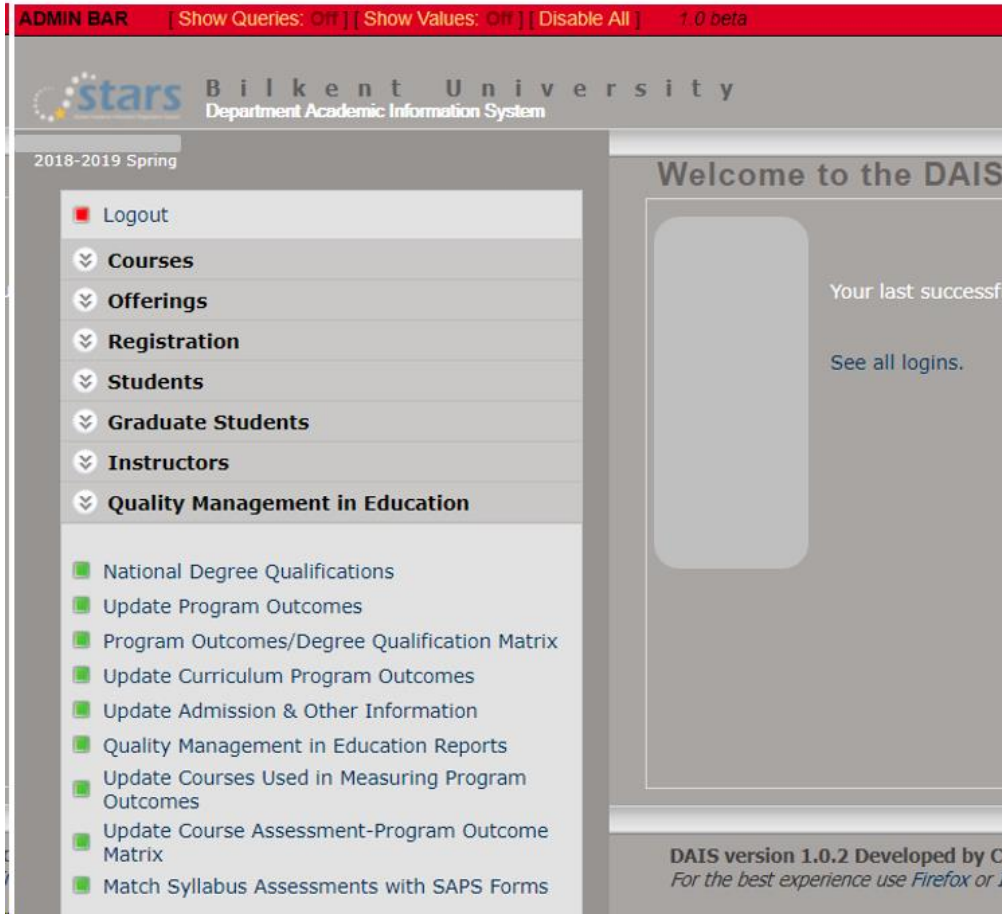 ADMIN BAR [ Show Queries: Off ] [ Show Values: Off ] [ Disable All ] 1.0 beta
stars
Bilkent University
Department Academic Information System
2018-2019 Spring
Logout
Courses
Offerings
Registration
Students
Graduate Students
Instructors
Quality Management in Education
National Degree Qualifications
Update Program Outcomes
Program Outcomes/Degree Qualification Matrix
Update Curriculum Program Outcomes
Update Admission & Other Information
Quality Management in Education Reports
Update Courses Used in Measuring Program
Outcomes
Update Course Assessment-Program Outcome
Matrix
Match Syllabus Assessments with SAPS Forms
Welcome to the DAIS
Your last successf
See all logins.
DAIS version 1.0.2 Developed by C
For the best experience use Firefox or